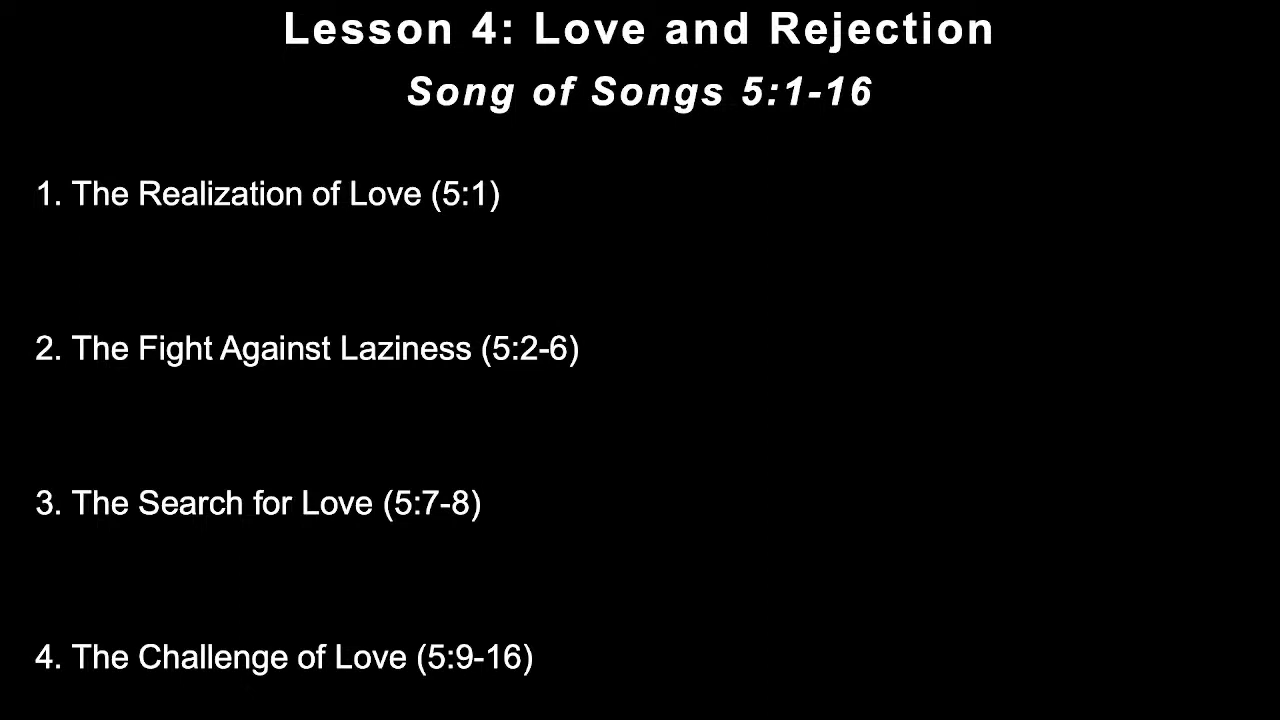 Lesson 4: Love and Rejection
Song of Songs 5:1-16
1. The Realization of Love (5:1)
2. The Fight Against Laziness (5:2-6)
3. The Search for Love (5:7-8)
4. The Challenge of Love (5:9-16)